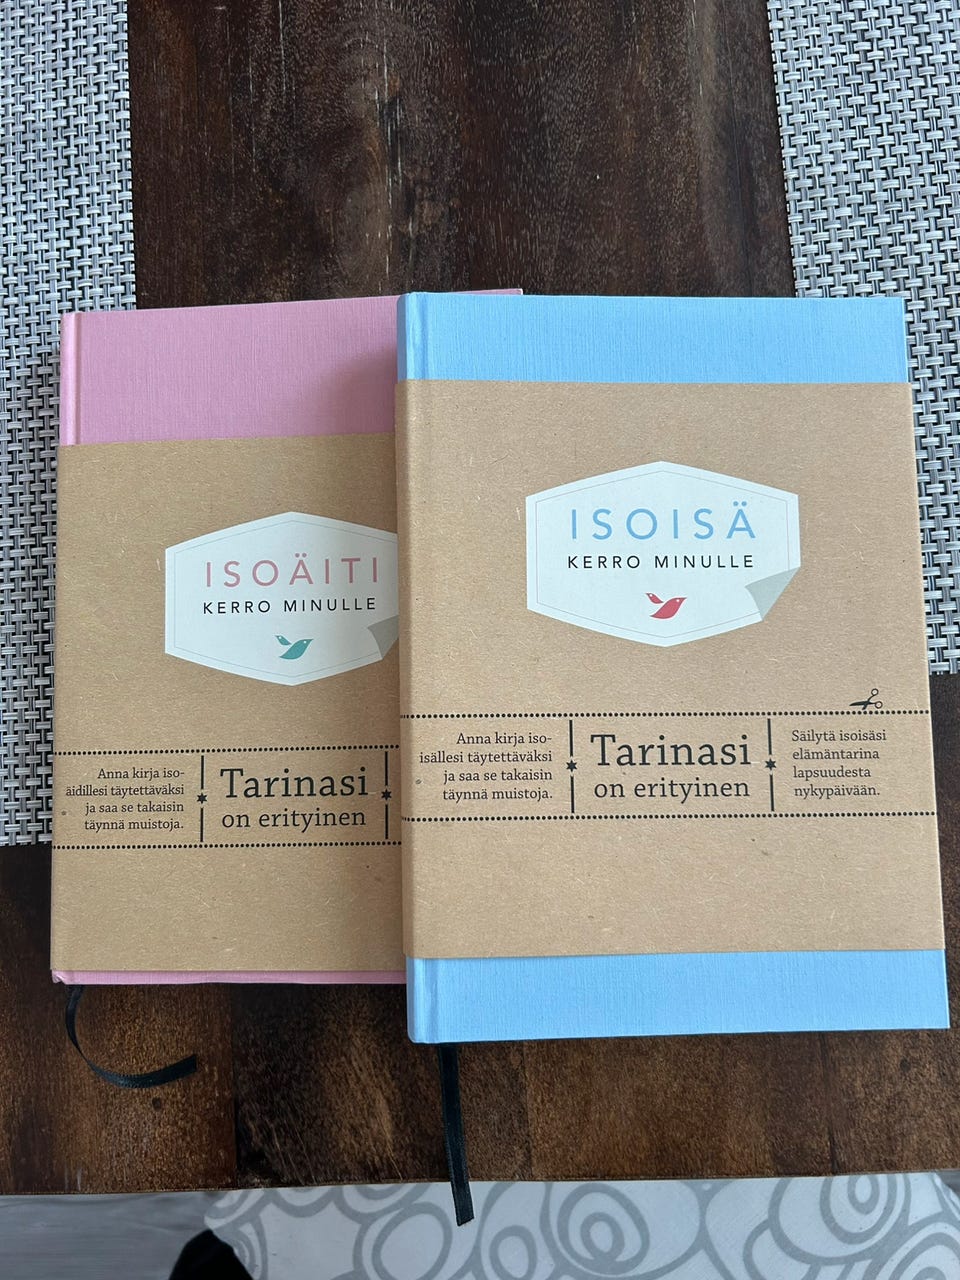 ISOÄITI
KERRO MINULLE
Anna kirja iso-
äidillesi täytettäväksi
ja saa se takaisin
täynnä muistoja.
Tarinasi
on erityinen
ISOISÄ
KERRO MINULLE
Anna kirja iso-
isällesi täytettäväksi
ja saa se takaisin
täynnä muistoja.
Tarinasi
on erityinen
Säilytä isoisäsi
elämäntarina
lapsuudesta
nykypäivään.